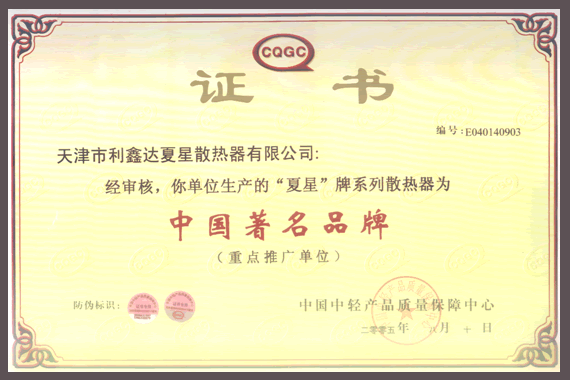 CQGC
证 书
编号:E040140903
天津市利鑫达夏星散热器有限公司:
经审核，你单位生产的“夏星”牌系列散热器为
中国著名品牌
（重点推广单位）
防伪标识:
中国中轻产品质量保障中心
二零零五 年 八月 十 日